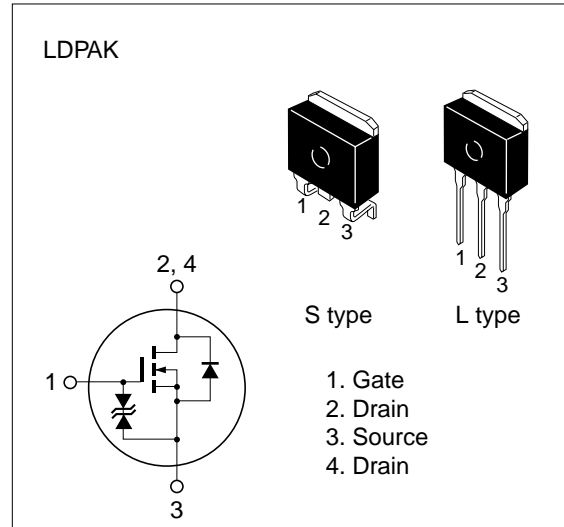 LDPAK
1
2
3
1
2
3
S type
L type
2, 4
1
3
1. Gate
2. Drain
3. Source
4. Drain